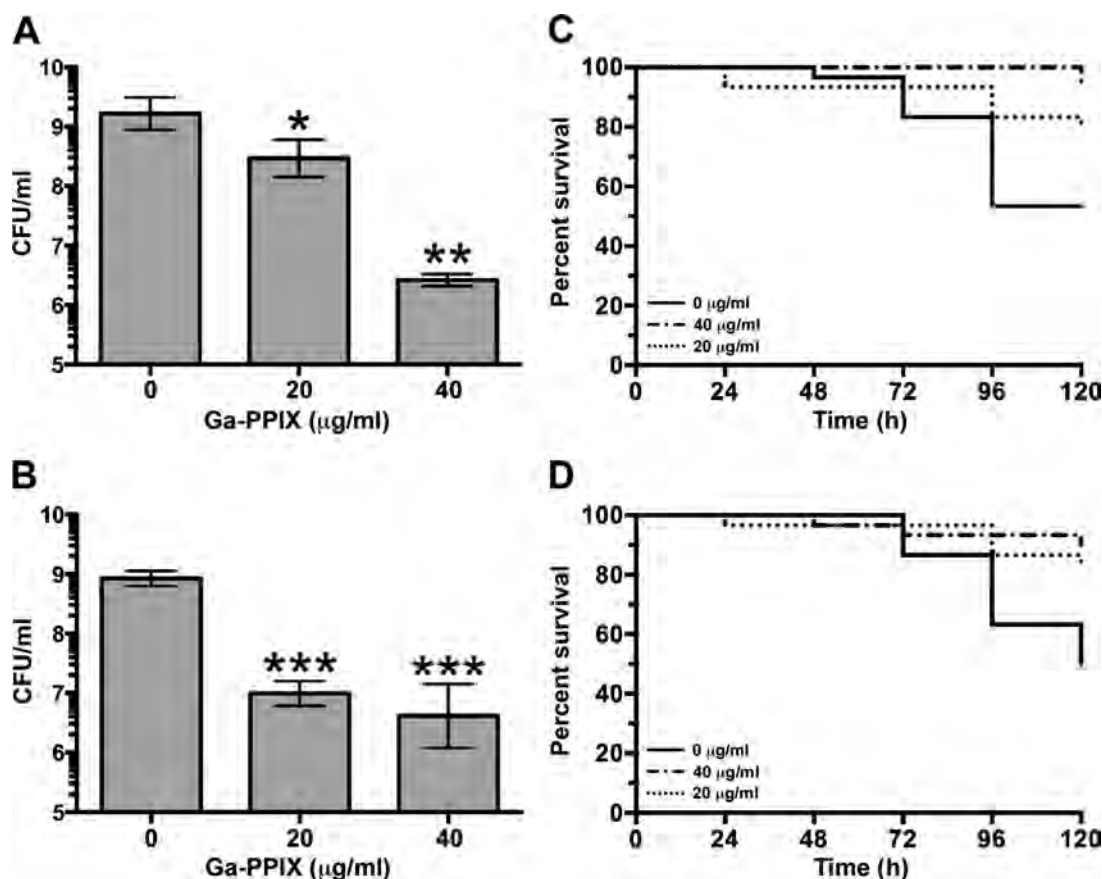 A
10
9
8
7
6
5
CFU/ml
*
**
0 20 40
Ga-PPIX (μg/ml)
C
100
80
60
40
20
0
Percent survival
0 μg/ml
40 μg/ml
20 μg/ml
0 24 48 72 96 120
Time (h)
B
10
9
8
7
6
5
CFU/ml
***
***
0 20 40
Ga-PPIX (μg/ml)
D
100
80
60
40
20
0
Percent survival
0 μg/ml
40 μg/ml
20 μg/ml
0 24 48 72 96 120
Time (h)